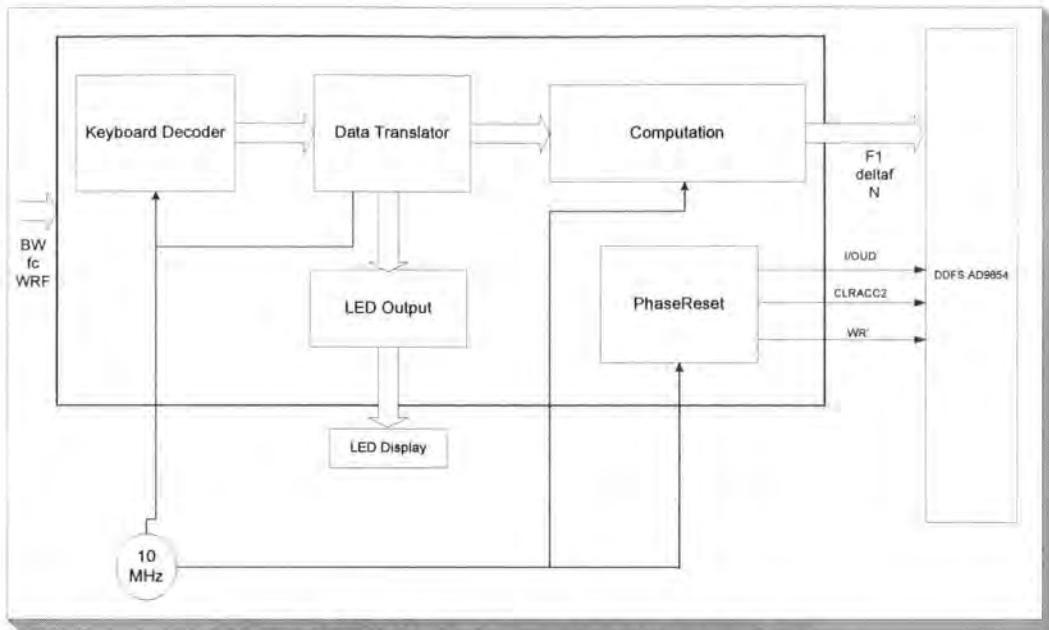 Keyboard Decoder
Data Translator
Computation
F1
deltaf
N
BW
fc
WRF
LED Output
PhaseReset
I/OUD
CLRACC2
WR'
DDFS AD9854
LED Display
10
MHz